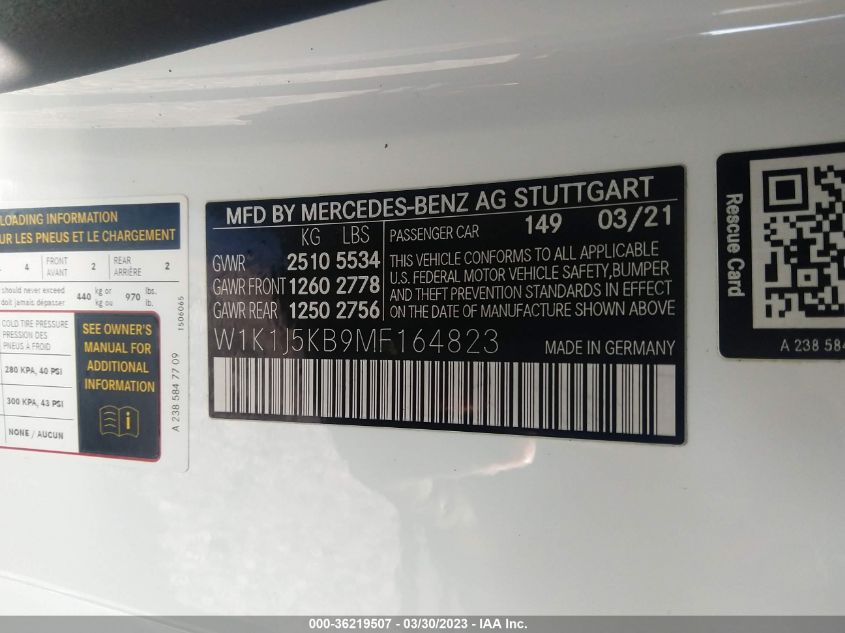 LOADING INFORMATION
UR LES PNEUS ET LE CHARGEMENT
4 FRONT AVANT 2 REAR ARRIÈRE 2
should never exceed
doit jamais dépasser
440 kg or kg ou 970 lbs. lb.
COLD TIRE PRESSURE
PRESSION DES
PNEUS A FROID
280 KPA, 40 PSI
300 KPA, 43 PSI
NONE / AUCUN
SEE OWNER'S
MANUAL FOR
ADDITIONAL
INFORMATION
1506065
A 238 584 77 09
MFD BY MERCEDES-BENZ AG STUTTGART
KG LBS
GVWR 2510 5534
GAWR FRONT 1260 2778
GAWR REAR 1250 2756
PASSENGER CAR 149 03/21
THIS VEHICLE CONFORMS TO ALL APPLICABLE
U.S. FEDERAL MOTOR VEHICLE SAFETY,BUMPER
AND THEFT PREVENTION STANDARDS IN EFFECT
ON THE DATE OF MANUFACTURE SHOWN ABOVE
W1K1J5KB9MF164823 MADE IN GERMANY
Rescue Card
A 238 584
000-36219507 - 03/30/2023 - IAA Inc.